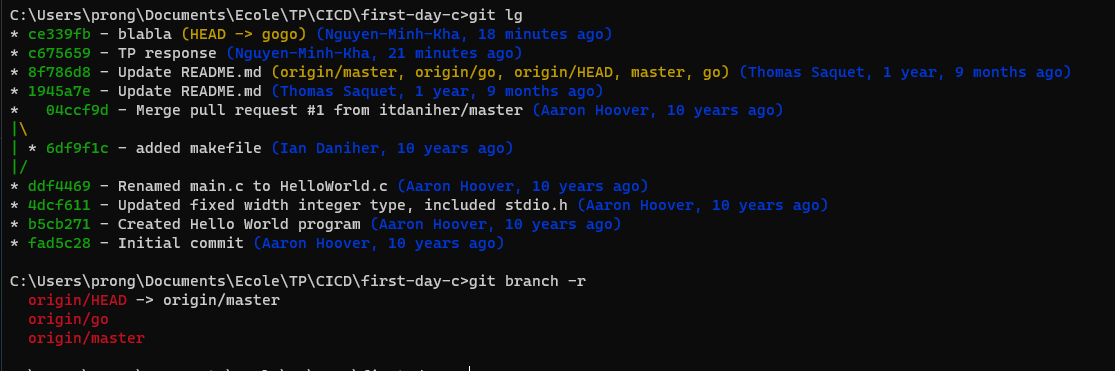 C:\Users\prong\Documents\Ecole\TP\CICD\first-day-c>git lg
* ce339fb - blabla (HEAD -> gogo) (Nguyen-Minh-Kha, 18 minutes ago)
* c675659 - TP response (Nguyen-Minh-Kha, 21 minutes ago)
* 8f786d8 - Update README.md (origin/master, origin/go, origin/HEAD, master, go) (Thomas Saquet, 1 year, 9 months ago)
* 1945a7e - Update README.md (Thomas Saquet, 1 year, 9 months ago)
*   04ccf9d - Merge pull request #1 from itdaniher/master (Aaron Hoover, 10 years ago)
|\
| * 6df9f1c - added makefile (Ian Daniher, 10 years ago)
|/
* ddf4469 - Renamed main.c to HelloWorld.c (Aaron Hoover, 10 years ago)
* 4dcf611 - Updated fixed width integer type, included stdio.h (Aaron Hoover, 10 years ago)
* b5cb271 - Created Hello World program (Aaron Hoover, 10 years ago)
* fad5c28 - Initial commit (Aaron Hoover, 10 years ago)
C:\Users\prong\Documents\Ecole\TP\CICD\first-day-c>git branch -r
  origin/HEAD -> origin/master
  origin/go
  origin/master